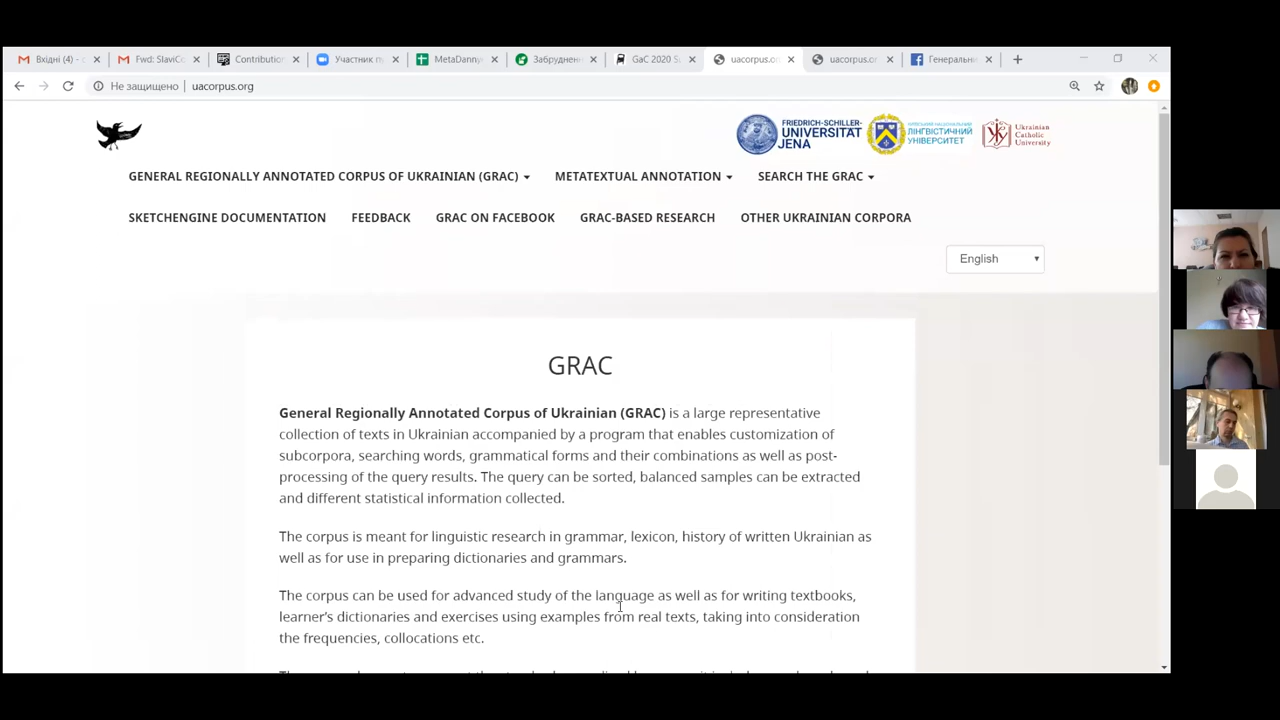 Вхідні (4) - c
Fwd: SlaviCo
Contribution
Участник п
MetaDanny
Забруднен
GaC 2020 S
uacorpus.or
uacorpus.or
Генеральн
Не защищено | uacorpus.org
FRIEDRICH-SCHILLER-
UNIVERSITÄT
JENA
ЛІНГВІСТИЧНИЙ
УНІВЕРСИТЕТ
Ukrainian
Catholic
University
GENERAL REGIONALLY ANNOTATED CORPUS OF UKRAINIAN (GRAC) METATEXTUAL ANNOTATION SEARCH THE GRAC
SKETCHENGINE DOCUMENTATION FEEDBACK GRAC ON FACEBOOK GRAC-BASED RESEARCH OTHER UKRAINIAN CORPORA
English
GRAC
General Regionally Annotated Corpus of Ukrainian (GRAC) is a large representative
collection of texts in Ukrainian accompanied by a program that enables customization of
subcorpora, searching words, grammatical forms and their combinations as well as post-
processing of the query results. The query can be sorted, balanced samples can be extracted
and different statistical information collected.
The corpus is meant for linguistic research in grammar, lexicon, history of written Ukrainian as
well as for use in preparing dictionaries and grammars.
The corpus can be used for advanced study of the language as well as for writing textbooks,
learner's dictionaries and exercises using examples from real texts, taking into consideration
the frequencies, collocations etc.